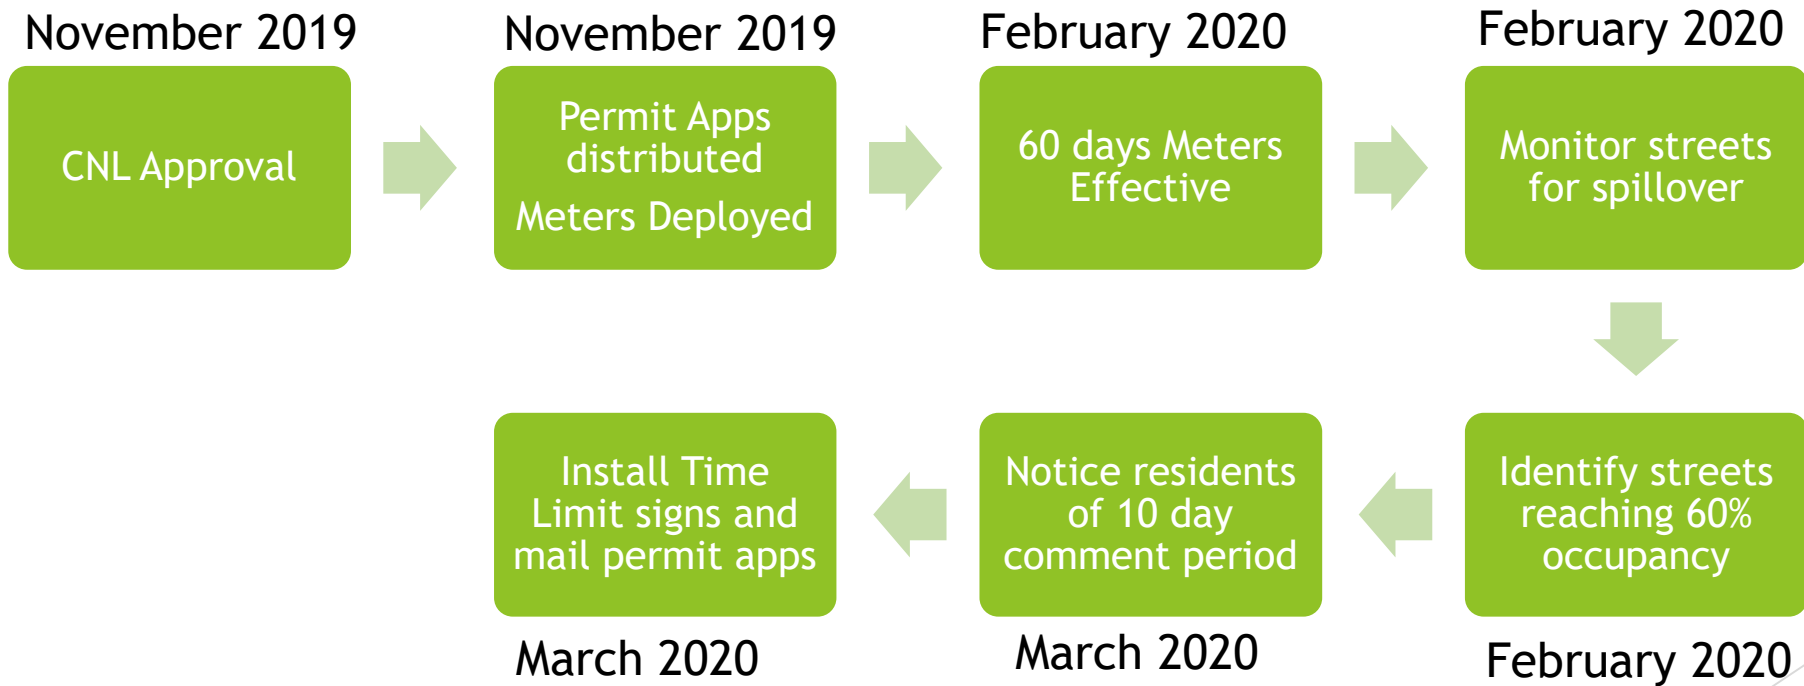 November 2019
CNL Approval
November 2019
Permit Apps
distributed
Meters Deployed
February 2020
60 days Meters
Effective
February 2020
Monitor streets
for spillover
Identify streets
reaching 60%
occupancy
February 2020
Notice residents
of 10 day
comment period
March 2020
Install Time
Limit signs and
mail permit apps
March 2020